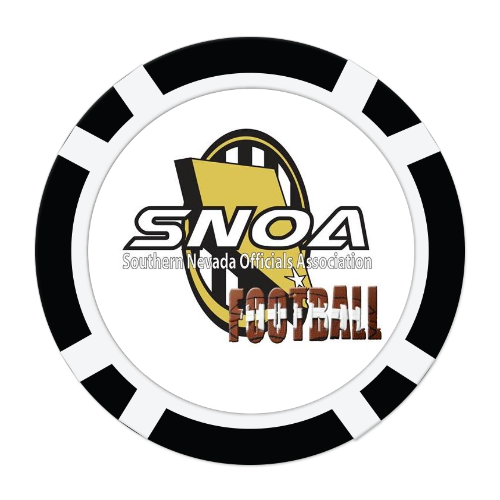 SNOA
Southern Nevada Officials Association
FOOTBALL